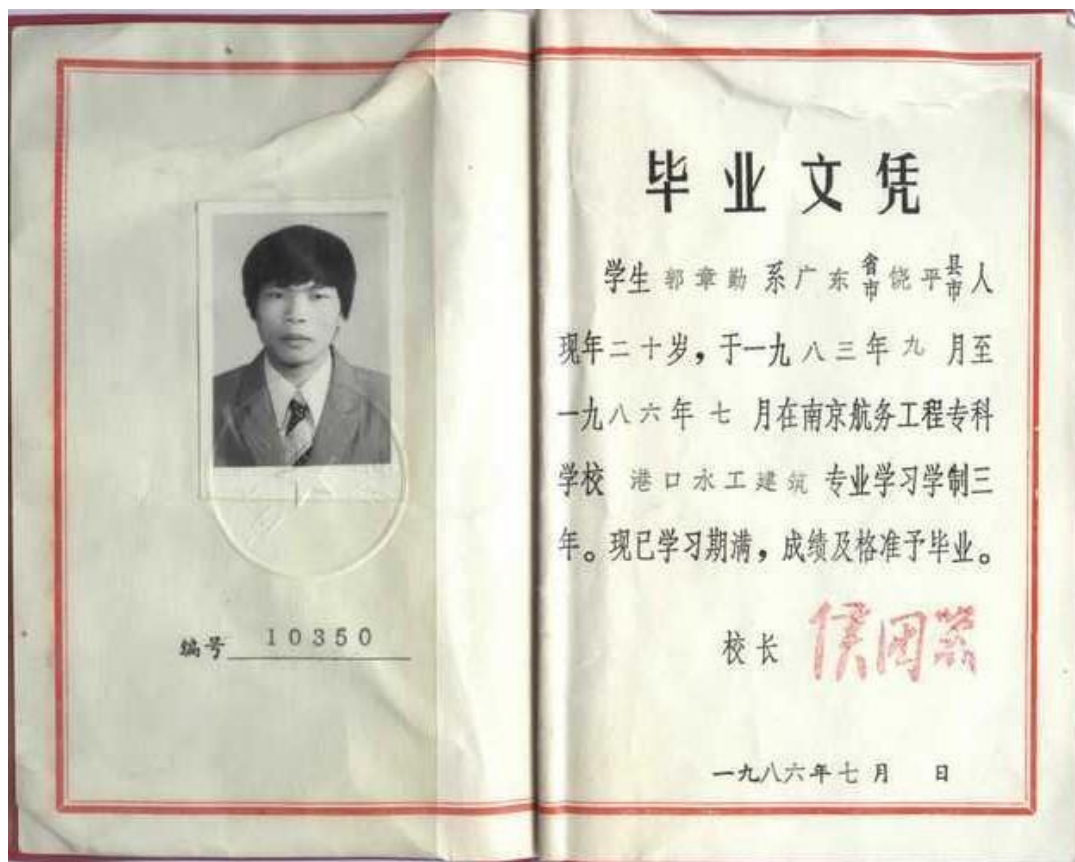 编号 10350
毕业文凭
学生 郭章勤 系广东省市饶平县市人
现年二十岁，于一九八三年九月至
一九八六年七月在南京航务工程专科
学校 港口水工建筑 专业学习学制三
年。现已学习期满，成绩及格准予毕业。
校长
一九八六年七月 日